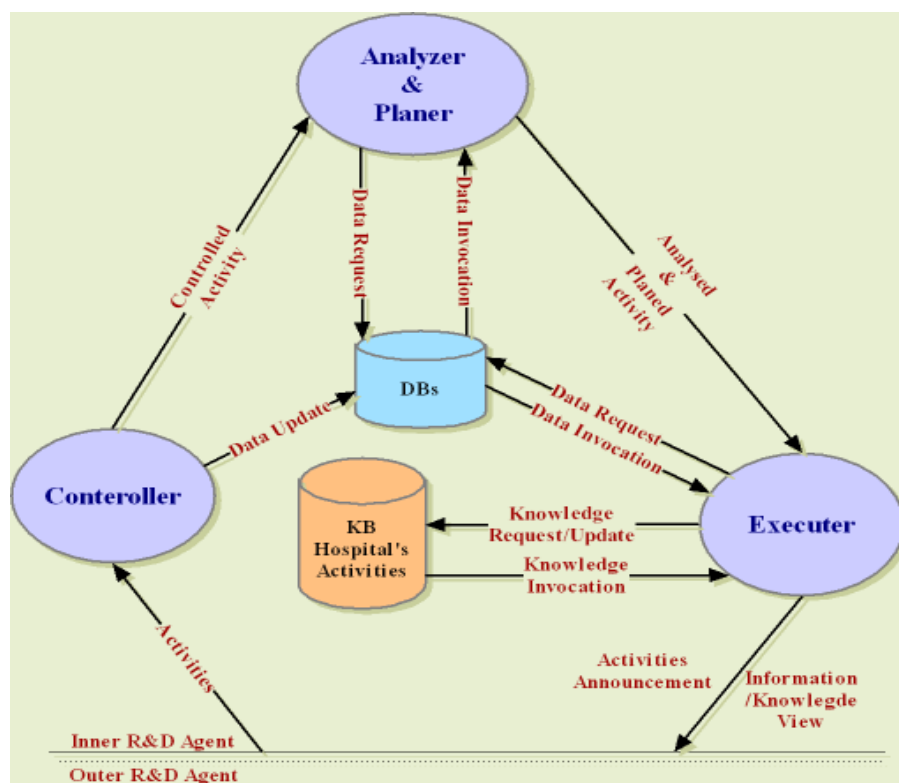 Analyzer
&
Planer
Data Request
Data Invocation
Controlled
Activity
Analysed
&
Planed
Activity
DBs
Data Update
Data Request
Data Invocation
Conteroller
KB
Hospital's
Activities
Knowledge
Request/Update
Knowledge
Invocation
Executer
Activities
Activities
Announcement
Information
/Knowlegde
View
Inner R&D Agent
Outer R&D Agent